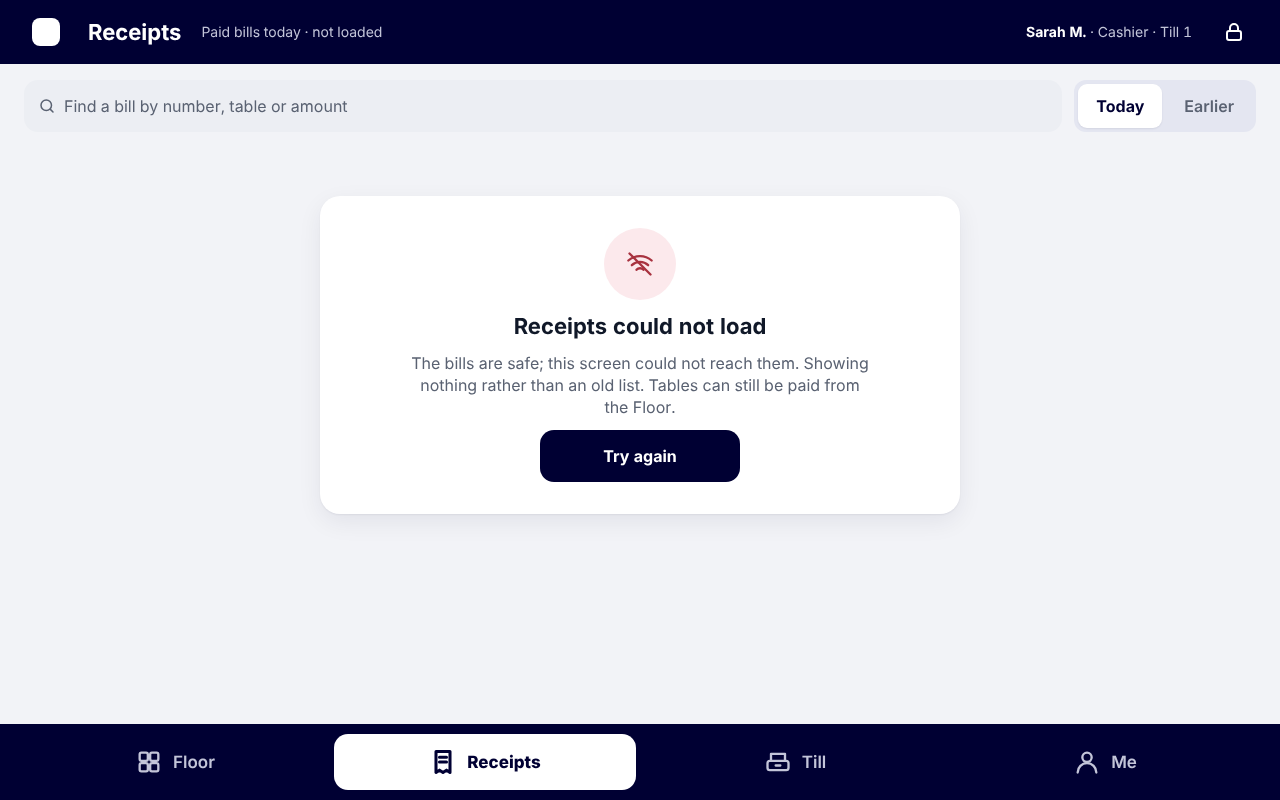 Receipts
Paid bills today · not loaded
Sarah M. · Cashier · Till 1
Find a bill by number, table or amount
Today
Earlier
Receipts could not load
The bills are safe; this screen could not reach them. Showing
nothing rather than an old list. Tables can still be paid from
the Floor.
Try again
Floor
Receipts
Till
Me